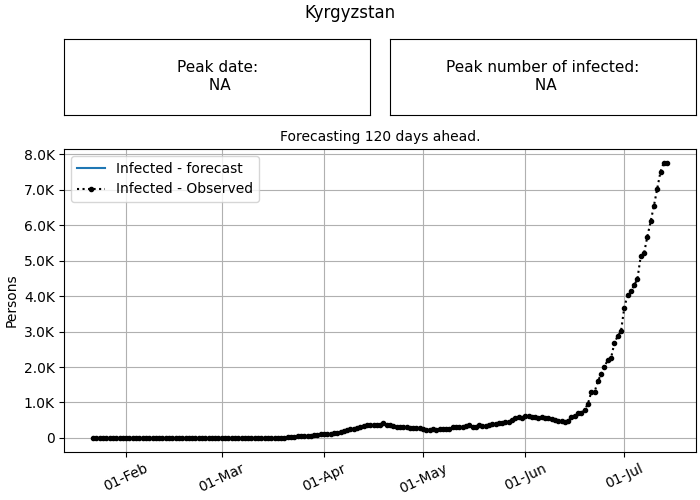 Kyrgyzstan
Peak date:
NA
Peak number of infected:
NA
Forecasting 120 days ahead.
Infected - forecast
Infected - Observed
8.0K
7.0K
6.0K
5.0K
4.0K
3.0K
2.0K
1.0K
0
Persons
01-Feb
01-Mar
01-Apr
01-May
01-Jun
01-Jul